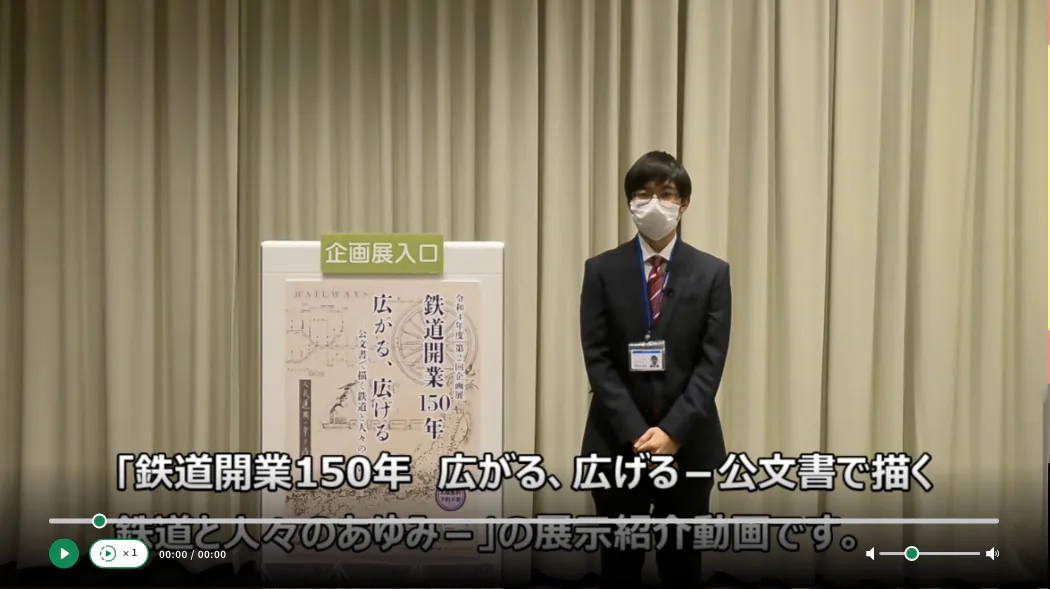 企画展入口
RAILWAYS
令和4年度 第2回企画展
鉄道開業150年
広がる、広げる
公文書で描く鉄道と人々の
「鉄道開業150年 広がる、広げる－公文書で描く
鉄道と人々のあゆみ－」の展示紹介動画です。
×1
00:00 / 00:00